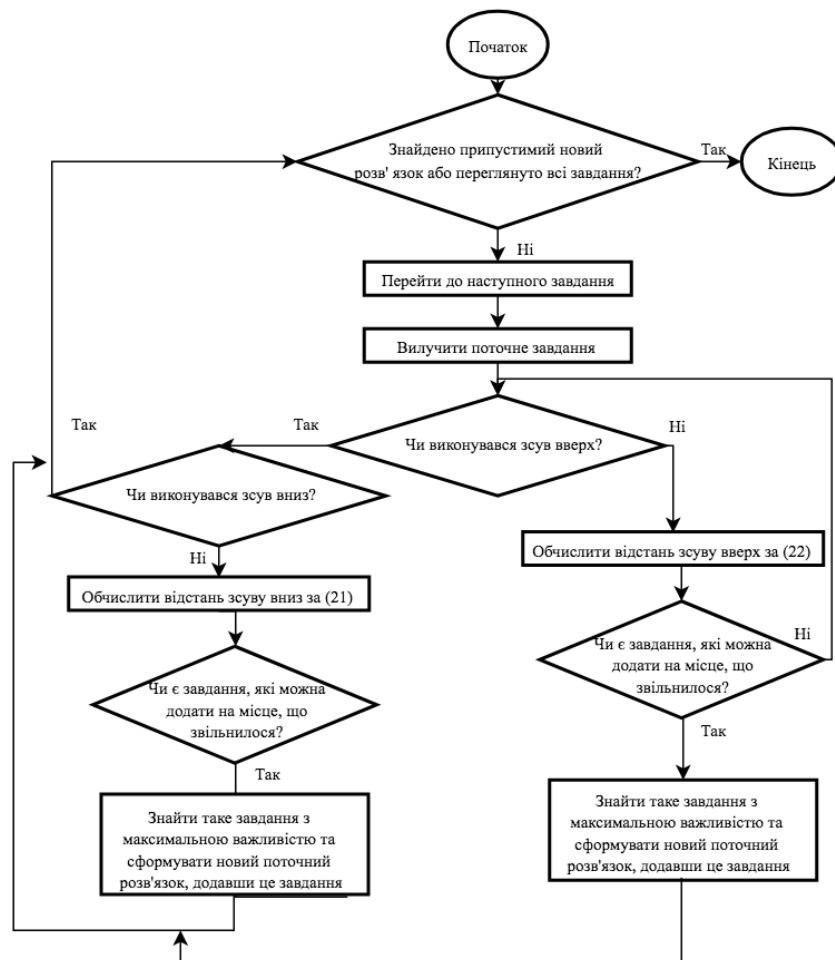 Початок
Знайдено припустимий новий
розв' язок або переглянуто всі завдання?
Так
Кінець
Ні
Перейти до наступного завдання
Вилучити поточне завдання
Так
Так
Чи виконувався зсув вверх?
Ні
Чи виконувався зсув вниз?
Ні
Обчислити відстань зсуву вверх за (22)
Обчислити відстань зсуву вниз за (21)
Чи є завдання, які можна
додати на місце, що
звільнилося?
Ні
Чи є завдання, які можна
додати на місце, що
звільнилося?
Так
Так
Знайти таке завдання з
максимальною важливістю та
сформувати новий поточний
розв'язок, додавши це завдання
Знайти таке завдання з
максимальною важливістю та
сформувати новий поточний
розв'язок, додавши це завдання